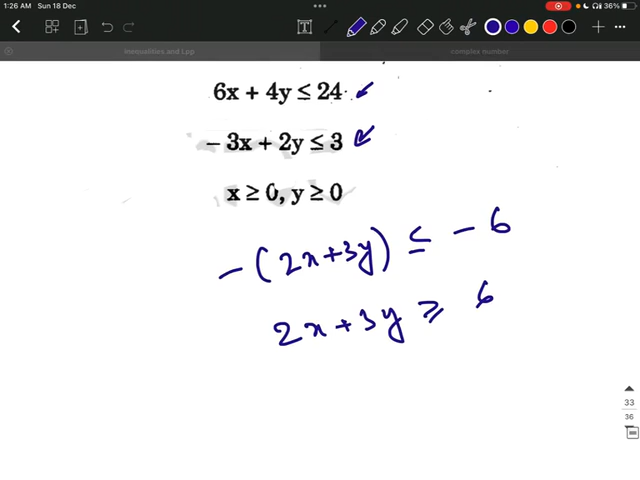 1:26 AM Sun 18 Dec
36%
Inequalities and Lpp
complex number
6x + 4y ≤ 24
− 3x + 2y ≤ 3
x ≥ 0, y ≥ 0
− (2x+3y) ≤ − 6
2x+3y ≥ 6
33
36